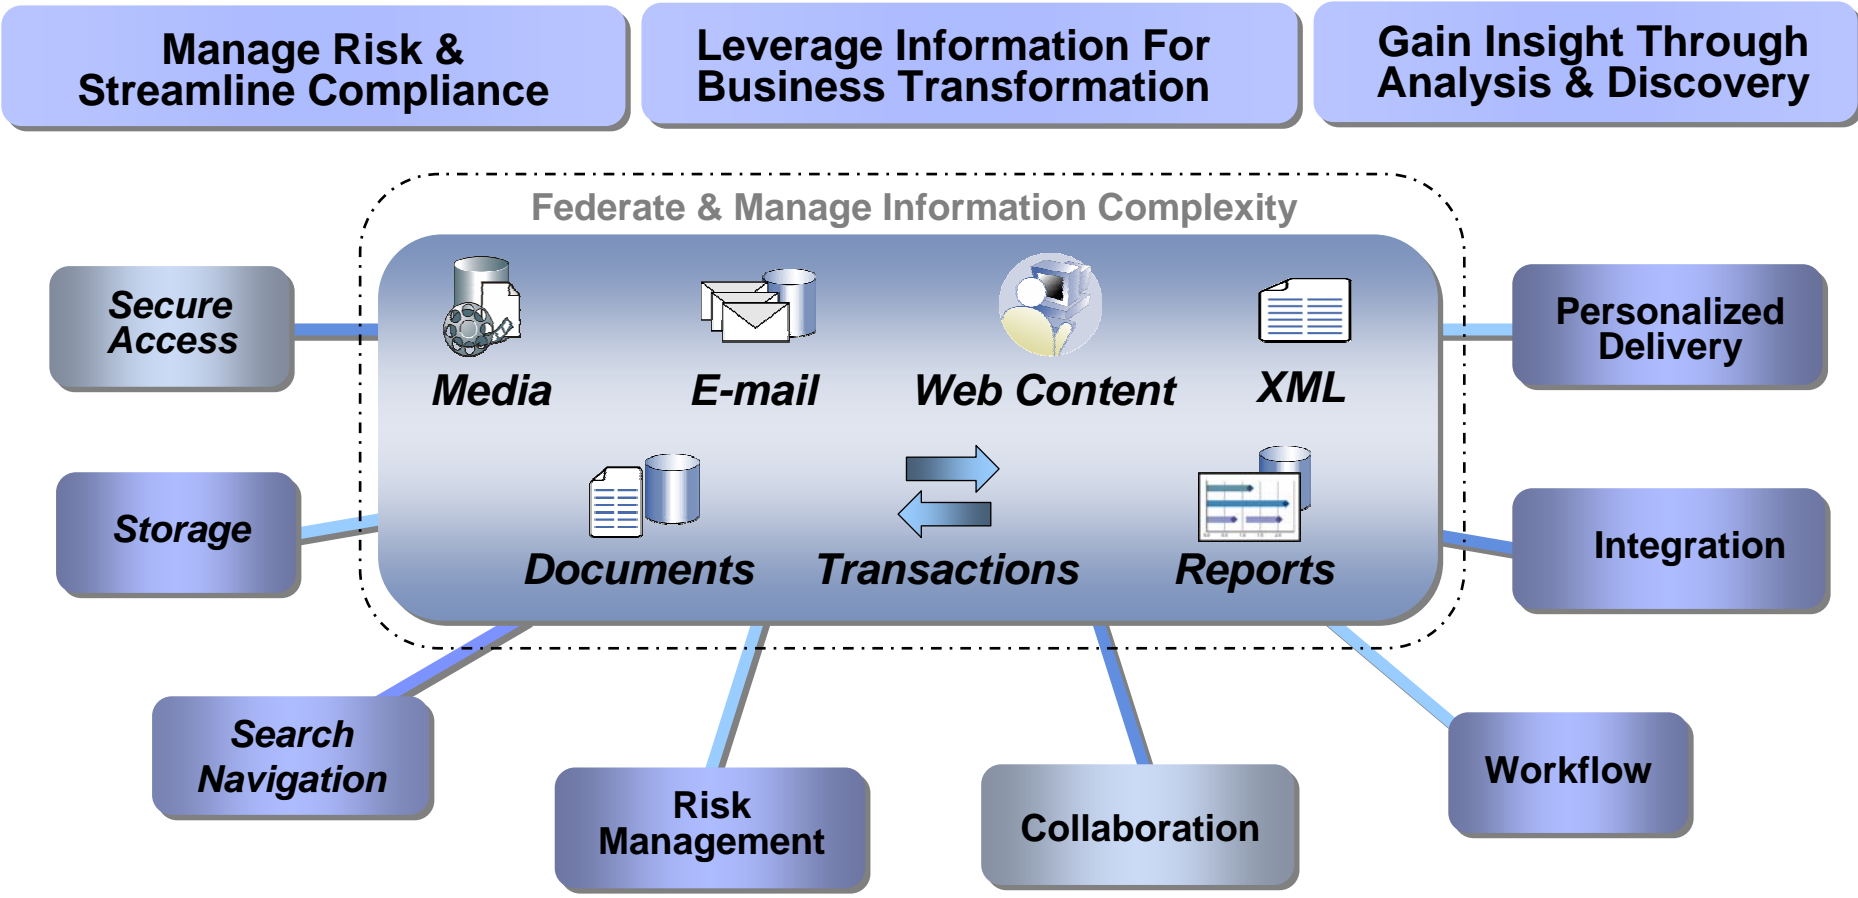 Manage Risk &
Streamline Compliance
Leverage Information For
Business Transformation
Gain Insight Through
Analysis & Discovery
Federate & Manage Information Complexity
Secure
Access
Media
E-mail
Web Content
XML
Personalized
Delivery
Storage
Documents
Transactions
Reports
Integration
Search
Navigation
Risk
Management
Collaboration
Workflow